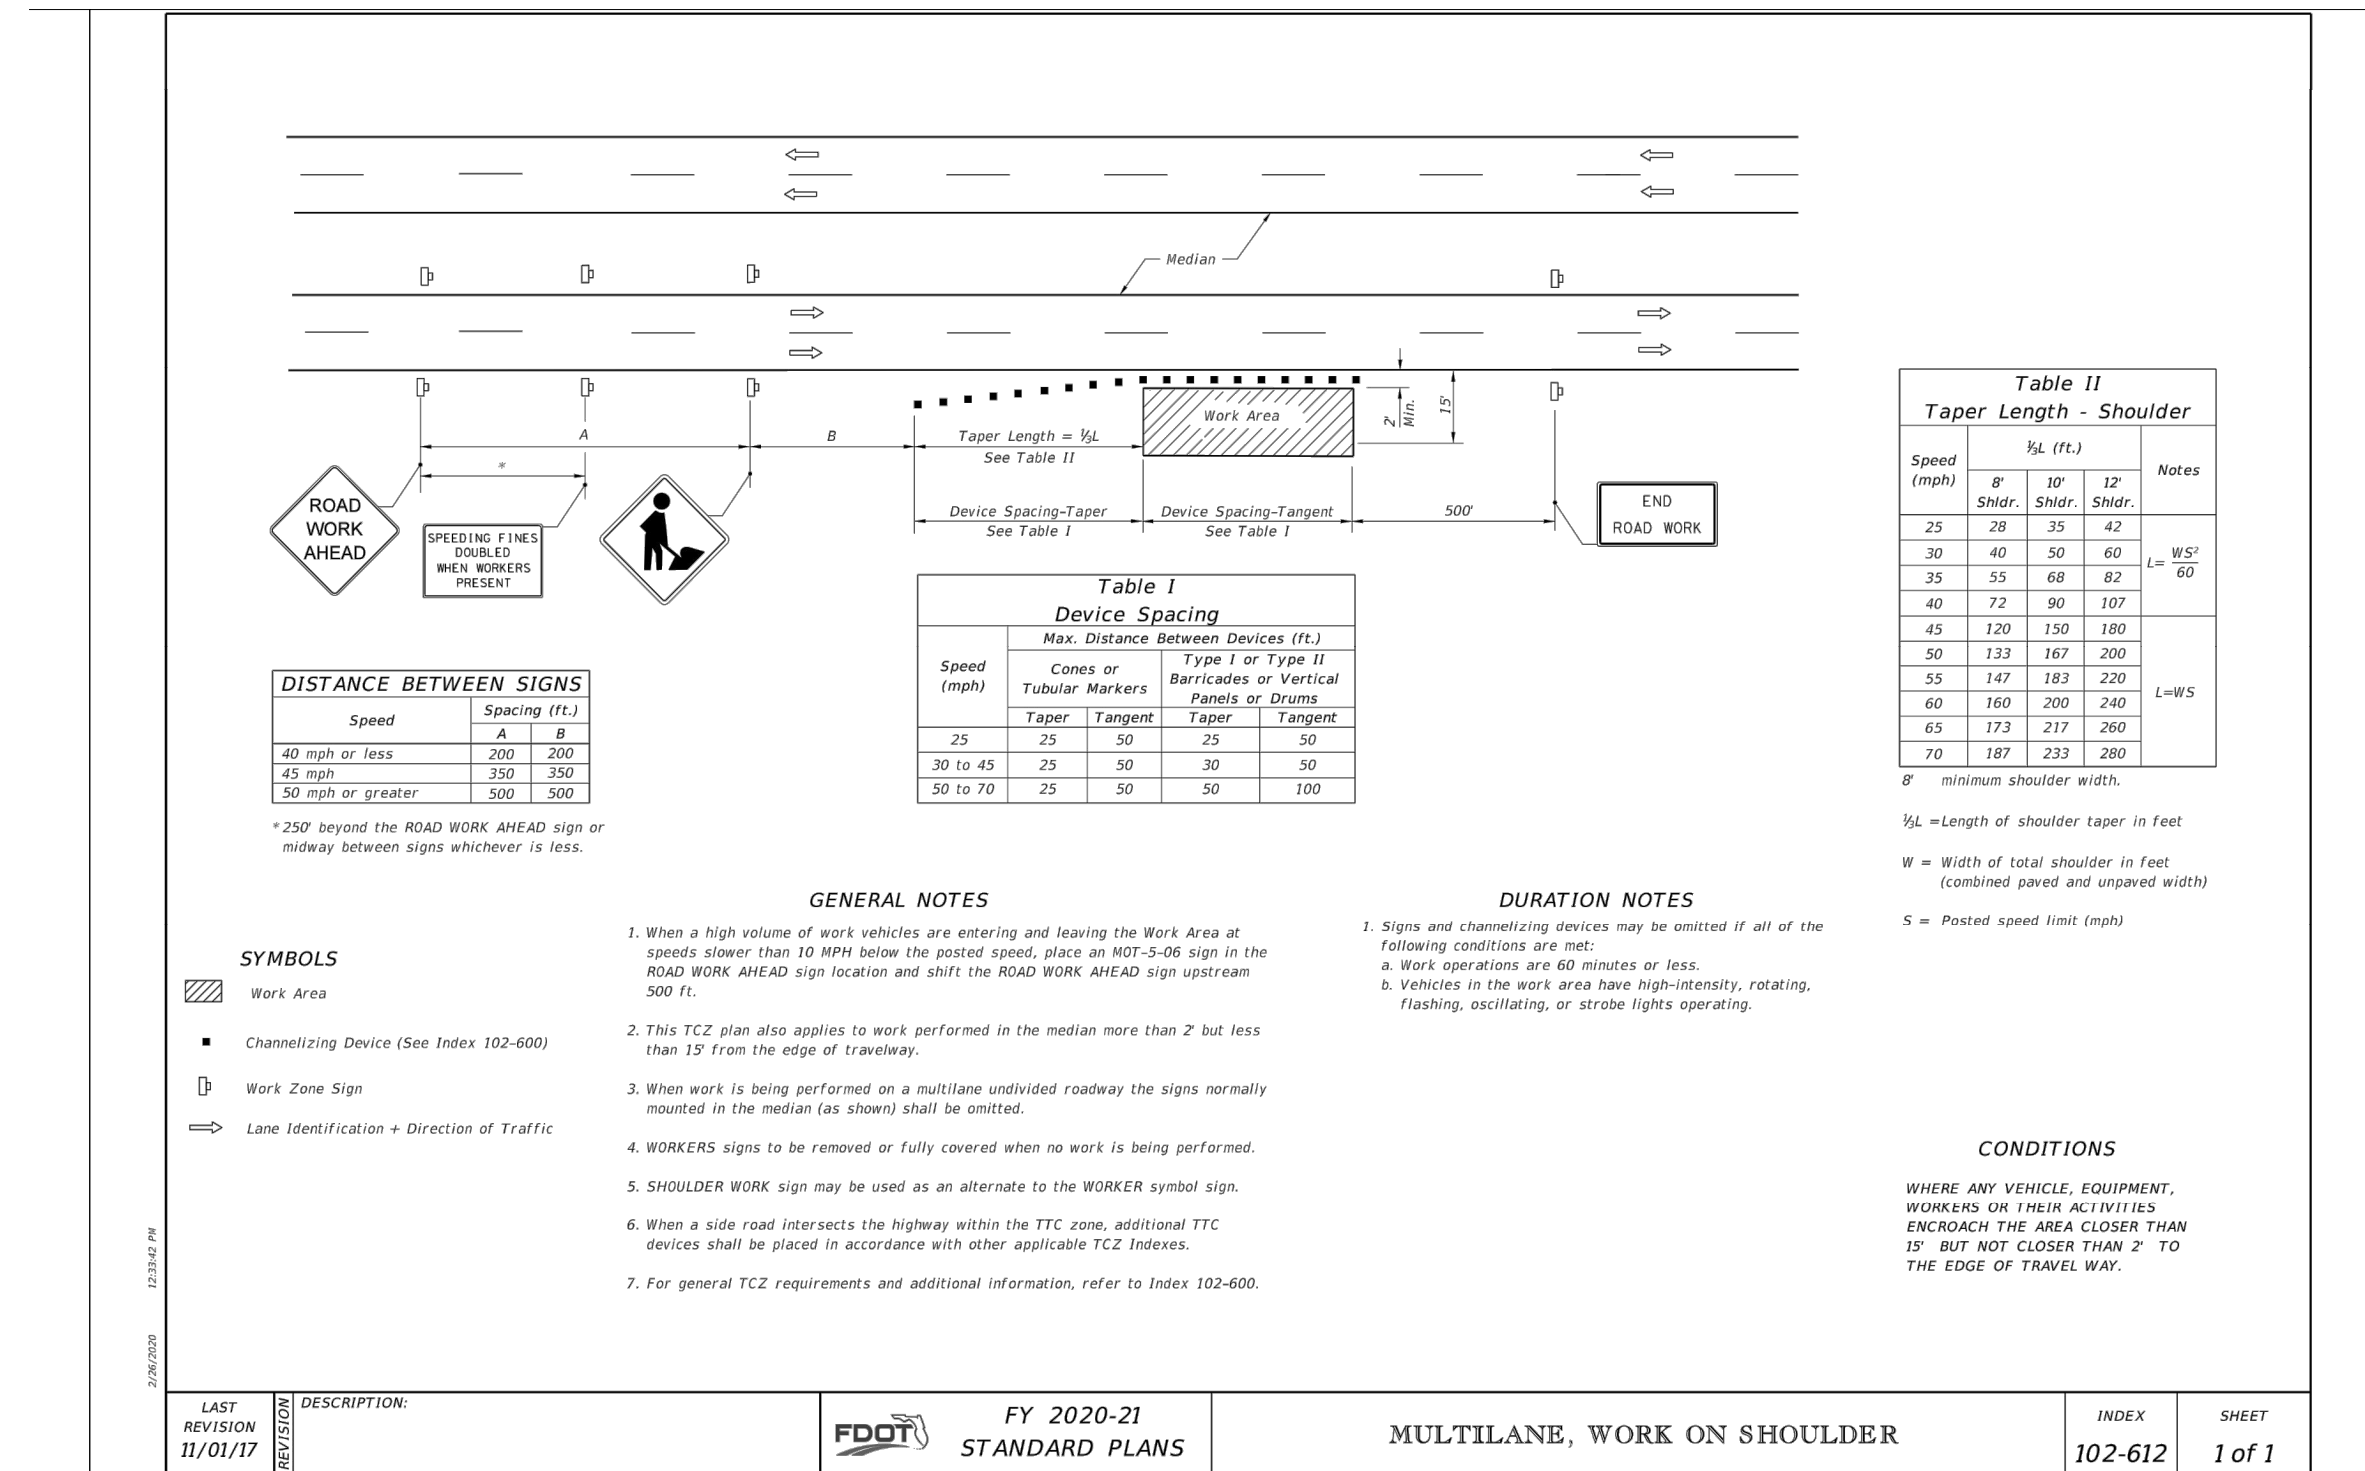 Median
A
B
Taper Length = ⅓L
See Table II
*
Work Area
2'
Min.
15'
ROAD
WORK
AHEAD
SPEEDING FINES
DOUBLED
WHEN WORKERS
PRESENT
Device Spacing-Taper
See Table I
Device Spacing-Tangent
See Table I
500'
END
ROAD WORK
Table II
Taper Length - Shoulder
Speed
(mph)
⅓L (ft.)
Notes
8'
Shldr.
10'
Shldr.
12'
Shldr.
25 28 35 42
30 40 50 60
35 55 68 82
40 72 90 107
L= WS²
60
45 120 150 180
50 133 167 200
55 147 183 220
60 160 200 240
65 173 217 260
70 187 233 280
L=WS
8' minimum shoulder width.
⅓L =Length of shoulder taper in feet
W = Width of total shoulder in feet
(combined paved and unpaved width)
S = Posted speed limit (mph)
Table I
Device Spacing
Speed
(mph)
Max. Distance Between Devices (ft.)
Cones or
Tubular Markers
Type I or Type II
Barricades or Vertical
Panels or Drums
Taper Tangent Taper Tangent
25 25 50 25 50
30 to 45 25 50 30 50
50 to 70 25 50 50 100
DISTANCE BETWEEN SIGNS
Speed
Spacing (ft.)
A B
40 mph or less 200 200
45 mph 350 350
50 mph or greater 500 500
* 250' beyond the ROAD WORK AHEAD sign or
midway between signs whichever is less.
SYMBOLS
Work Area
Channelizing Device (See Index 102-600)
Work Zone Sign
Lane Identification + Direction of Traffic
GENERAL NOTES
1. When a high volume of work vehicles are entering and leaving the Work Area at
speeds slower than 10 MPH below the posted speed, place an MOT-5-06 sign in the
ROAD WORK AHEAD sign location and shift the ROAD WORK AHEAD sign upstream
500 ft.
2. This TCZ plan also applies to work performed in the median more than 2' but less
than 15' from the edge of travelway.
3. When work is being performed on a multilane undivided roadway the signs normally
mounted in the median (as shown) shall be omitted.
4. WORKERS signs to be removed or fully covered when no work is being performed.
5. SHOULDER WORK sign may be used as an alternate to the WORKER symbol sign.
6. When a side road intersects the highway within the TTC zone, additional TTC
devices shall be placed in accordance with other applicable TCZ Indexes.
7. For general TCZ requirements and additional information, refer to Index 102-600.
DURATION NOTES
1. Signs and channelizing devices may be omitted if all of the
following conditions are met:
a. Work operations are 60 minutes or less.
b. Vehicles in the work area have high-intensity, rotating,
flashing, oscillating, or strobe lights operating.
CONDITIONS
WHERE ANY VEHICLE, EQUIPMENT,
WORKERS OR THEIR ACTIVITIES
ENCROACH THE AREA CLOSER THAN
15' BUT NOT CLOSER THAN 2' TO
THE EDGE OF TRAVEL WAY.
2/26/2020 12:33:42 PM
LAST
REVISION
11/01/17
REVISION
DESCRIPTION:
FDOT
FY 2020-21
STANDARD PLANS
MULTILANE, WORK ON SHOULDER
INDEX
102-612
SHEET
1 of 1